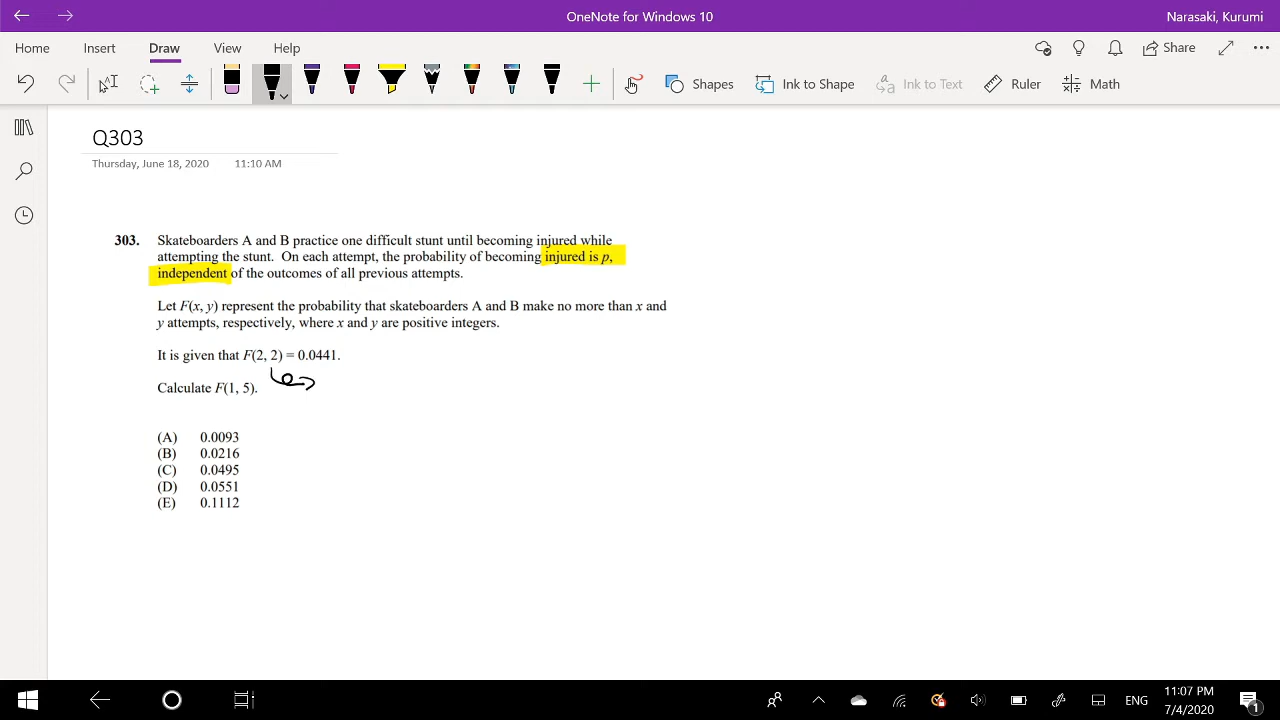 OneNote for Windows 10
Narasaki, Kurumi
Home Insert Draw View Help
Share
Shapes Ink to Shape Ink to Text Ruler Math
Q303
Thursday, June 18, 2020 11:10 AM
303. Skateboarders A and B practice one difficult stunt until becoming injured while
attempting the stunt. On each attempt, the probability of becoming injured is p,
independent of the outcomes of all previous attempts.
Let F(x, y) represent the probability that skateboarders A and B make no more than x and
y attempts, respectively, where x and y are positive integers.
It is given that F(2, 2) = 0.0441.
Calculate F(1, 5).
(A) 0.0093
(B) 0.0216
(C) 0.0495
(D) 0.0551
(E) 0.1112
ENG
11:07 PM
7/4/2020
1